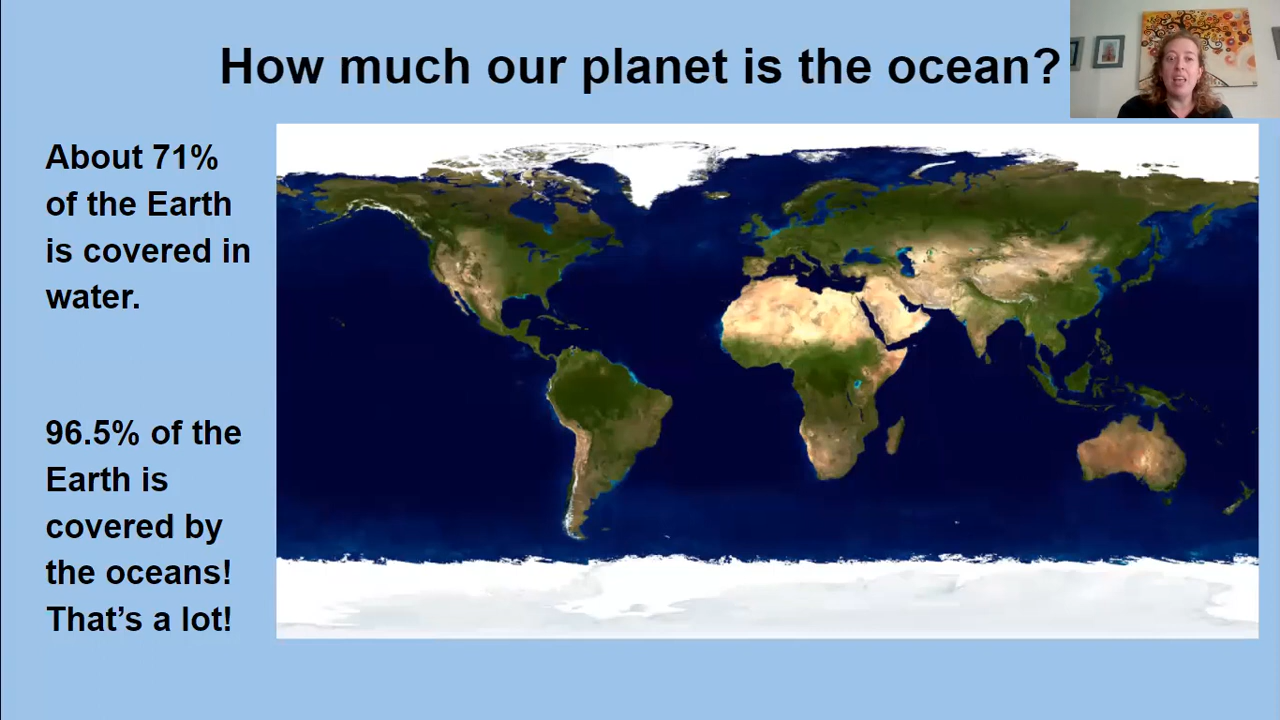 How much our planet is the ocean?
About 71%
of the Earth
is covered in
water.
96.5% of the
Earth is
covered by
the oceans!
That’s a lot!